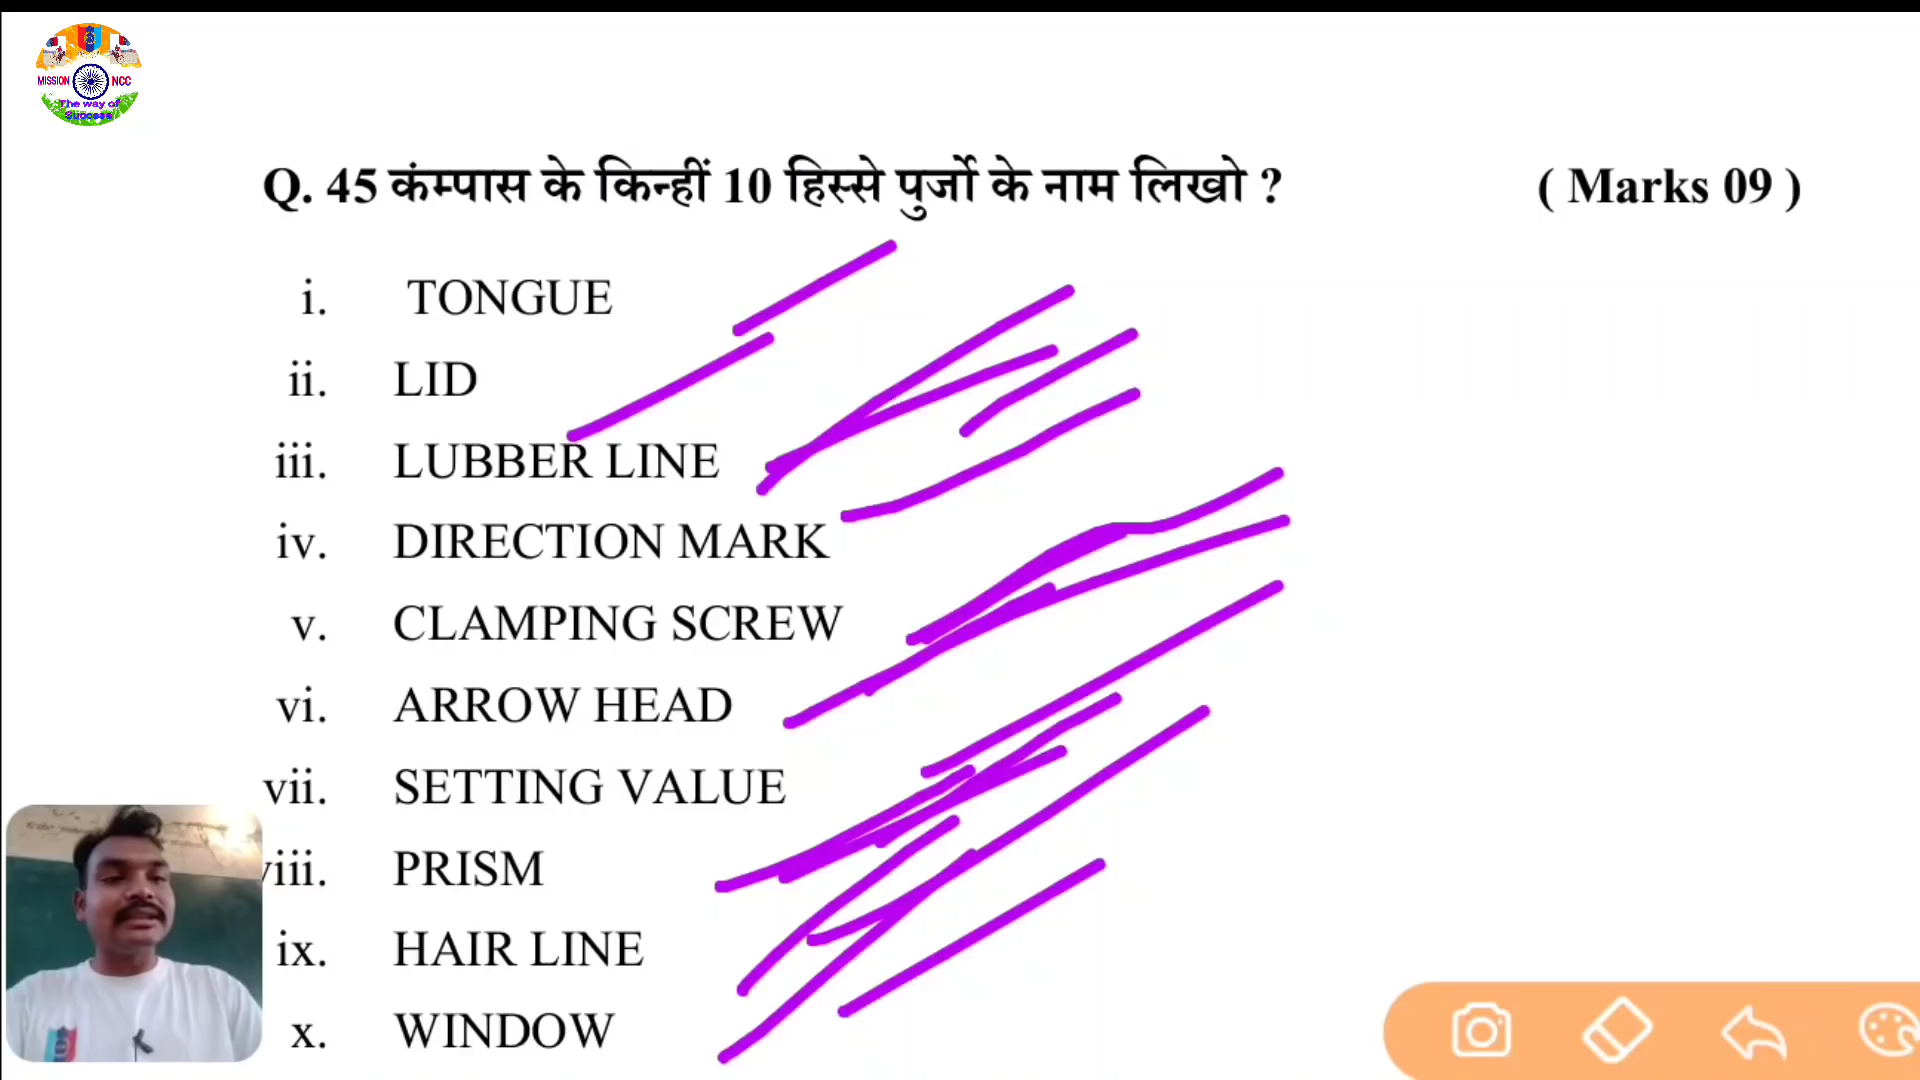 MISSION NCC
The way of
Success
Q. 45 कंम्पास के किन्हीं 10 हिस्से पुर्जो के नाम लिखो ? ( Marks 09 )
i. TONGUE
ii. LID
iii. LUBBER LINE
iv. DIRECTION MARK
v. CLAMPING SCREW
vi. ARROW HEAD
vii. SETTING VALUE
viii. PRISM
ix. HAIR LINE
x. WINDOW